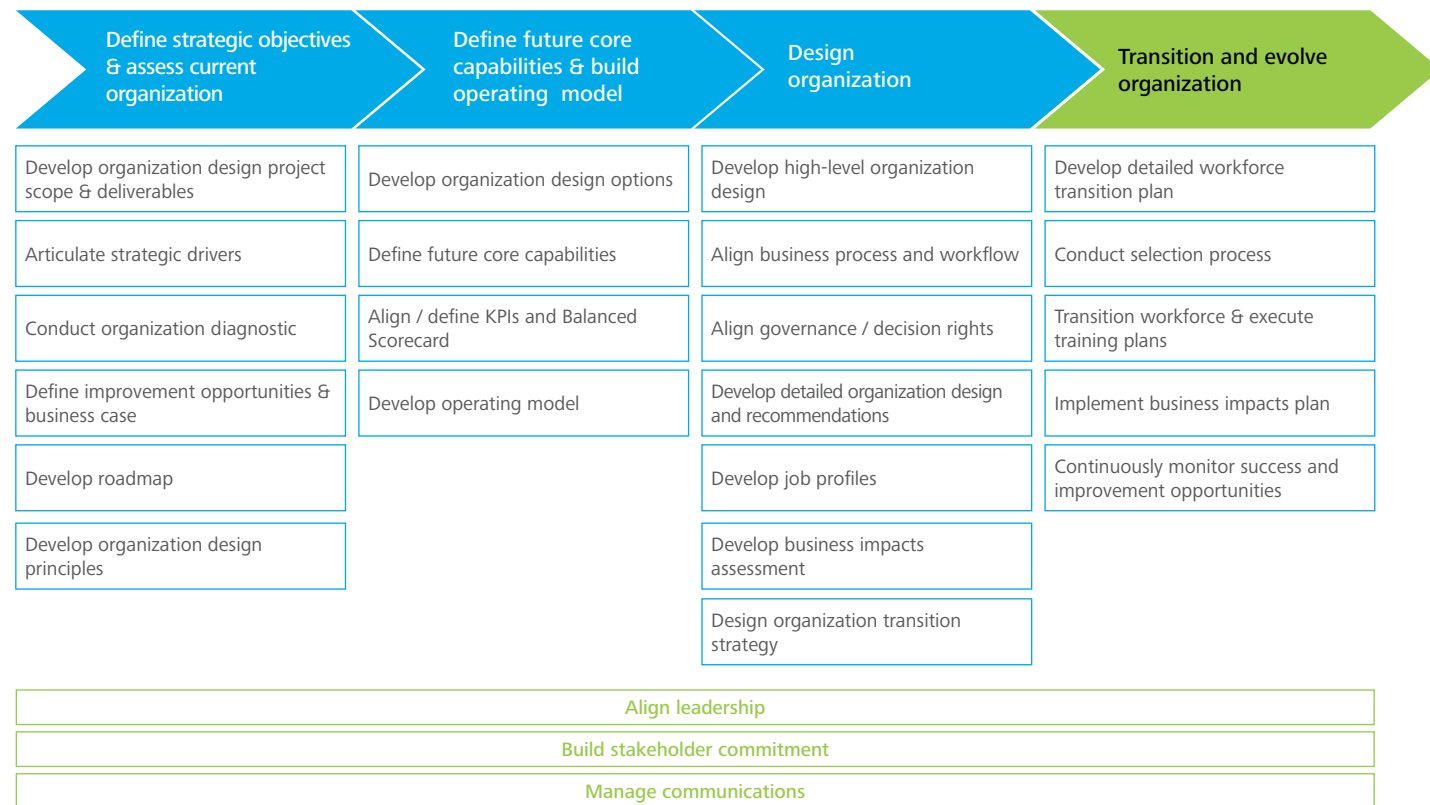 Define strategic objectives
& assess current
organization
Define future core
capabilities & build
operating model
Design
organization
Transition and evolve
organization
Develop organization design project
scope & deliverables
Articulate strategic drivers
Conduct organization diagnostic
Define improvement opportunities &
business case
Develop roadmap
Develop organization design
principles
Develop organization design options
Define future core capabilities
Align / define KPIs and Balanced
Scorecard
Develop operating model
Develop high-level organization
design
Align business process and workflow
Align governance / decision rights
Develop detailed organization design
and recommendations
Develop job profiles
Develop business impacts
assessment
Design organization transition
strategy
Develop detailed workforce
transition plan
Conduct selection process
Transition workforce & execute
training plans
Implement business impacts plan
Continuously monitor success and
improvement opportunities
Align leadership
Build stakeholder commitment
Manage communications